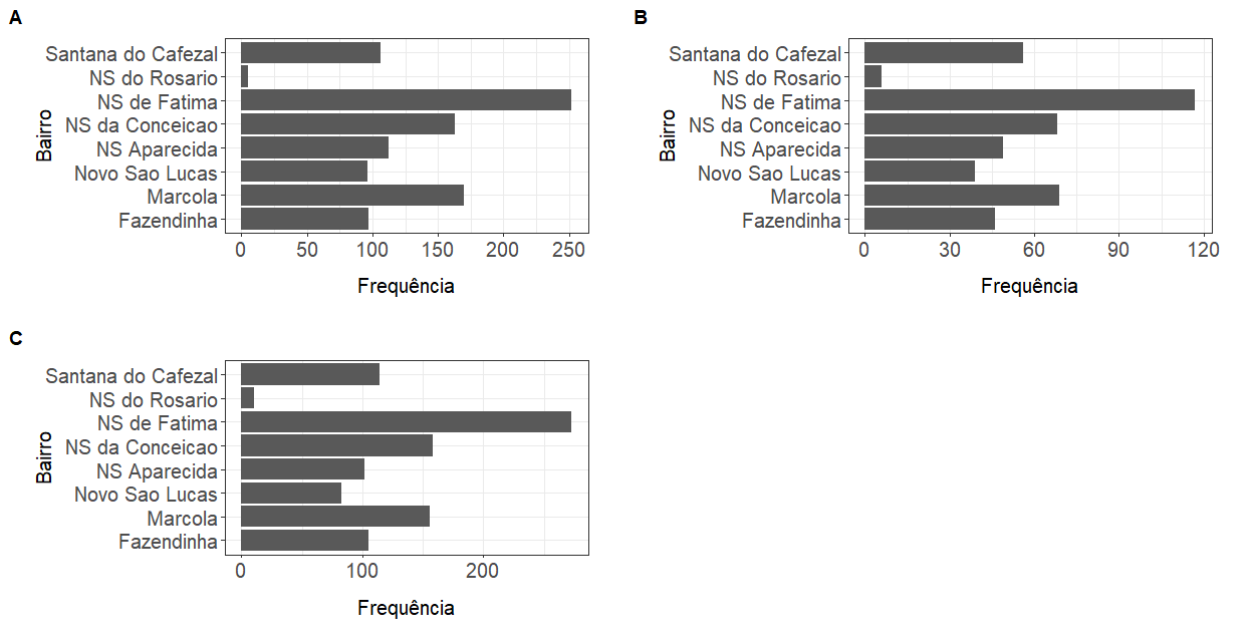 A
Bairro
Santana do Cafezal
NS do Rosario
NS de Fatima
NS da Conceicao
NS Aparecida
Novo Sao Lucas
Marcola
Fazendinha
0 50 100 150 200 250
Frequência
B
Bairro
Santana do Cafezal
NS do Rosario
NS de Fatima
NS da Conceicao
NS Aparecida
Novo Sao Lucas
Marcola
Fazendinha
0 30 60 90 120
Frequência
C
Bairro
Santana do Cafezal
NS do Rosario
NS de Fatima
NS da Conceicao
NS Aparecida
Novo Sao Lucas
Marcola
Fazendinha
0 100 200
Frequência